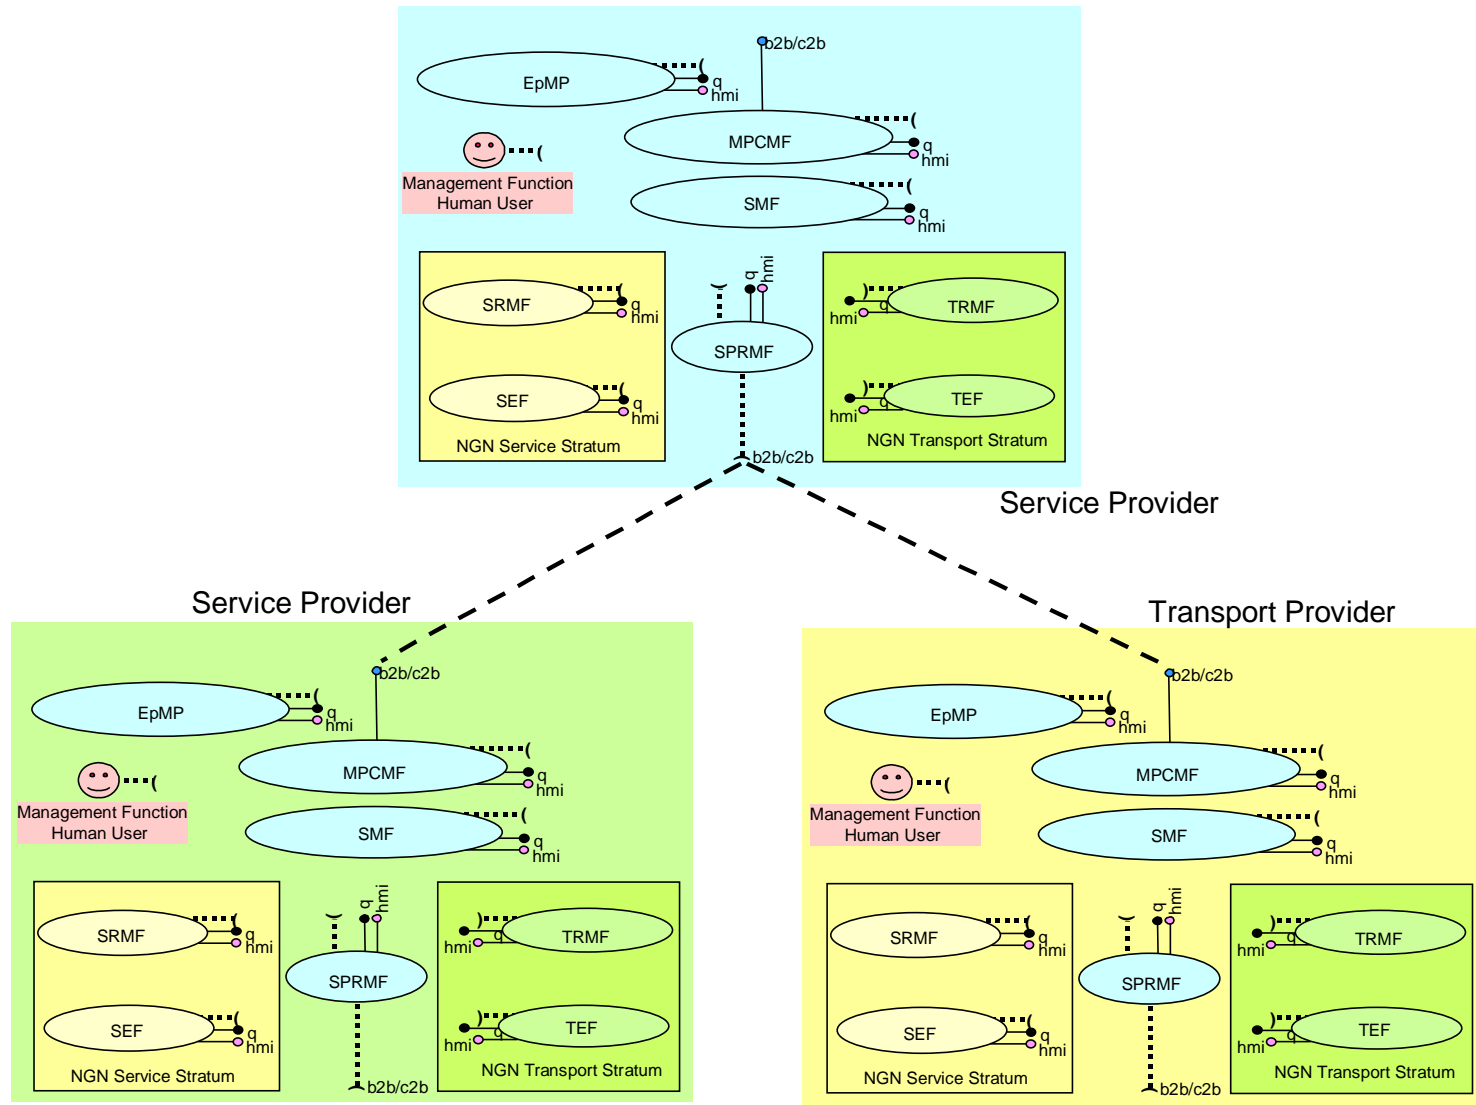 b2b/c2b
EpMP
q
hmi
MPCMF
q
hmi
Management Function
Human User
SMF
q
hmi
SRMF
q
hmi
SEF
q
hmi
NGN Service Stratum
q
hmi
SPRMF
b2b/c2b
TRMF
q
hmi
TEF
q
hmi
NGN Transport Stratum
Service Provider
Service Provider
b2b/c2b
EpMP
q
hmi
MPCMF
q
hmi
Management Function
Human User
SMF
q
hmi
SRMF
q
hmi
SEF
q
hmi
NGN Service Stratum
q
hmi
SPRMF
b2b/c2b
TRMF
q
hmi
TEF
q
hmi
NGN Transport Stratum
Transport Provider
b2b/c2b
EpMP
q
hmi
MPCMF
q
hmi
Management Function
Human User
SMF
q
hmi
SRMF
q
hmi
SEF
q
hmi
NGN Service Stratum
q
hmi
SPRMF
b2b/c2b
TRMF
q
hmi
TEF
q
hmi
NGN Transport Stratum